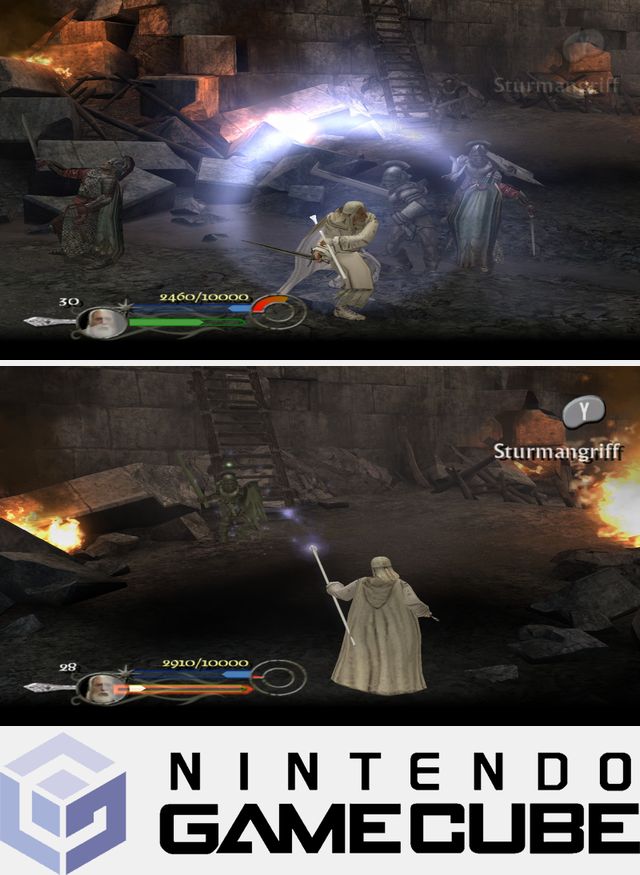 Sturmangriff
30
2460/10000
Y
Sturmangriff
28
2910/10000
NINTENDO
GAMECUBE